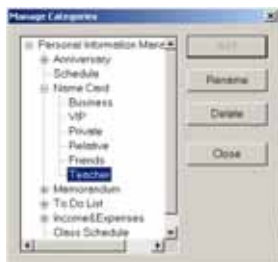 Manage Categories
Personal Information Mana
Anniversary
Schedule
Name Card
Business
VIP
Private
Relative
Friends
Teacher
Memorandum
To Do List
Income&Expenses
Class Schedule
Rename
Delete
Close